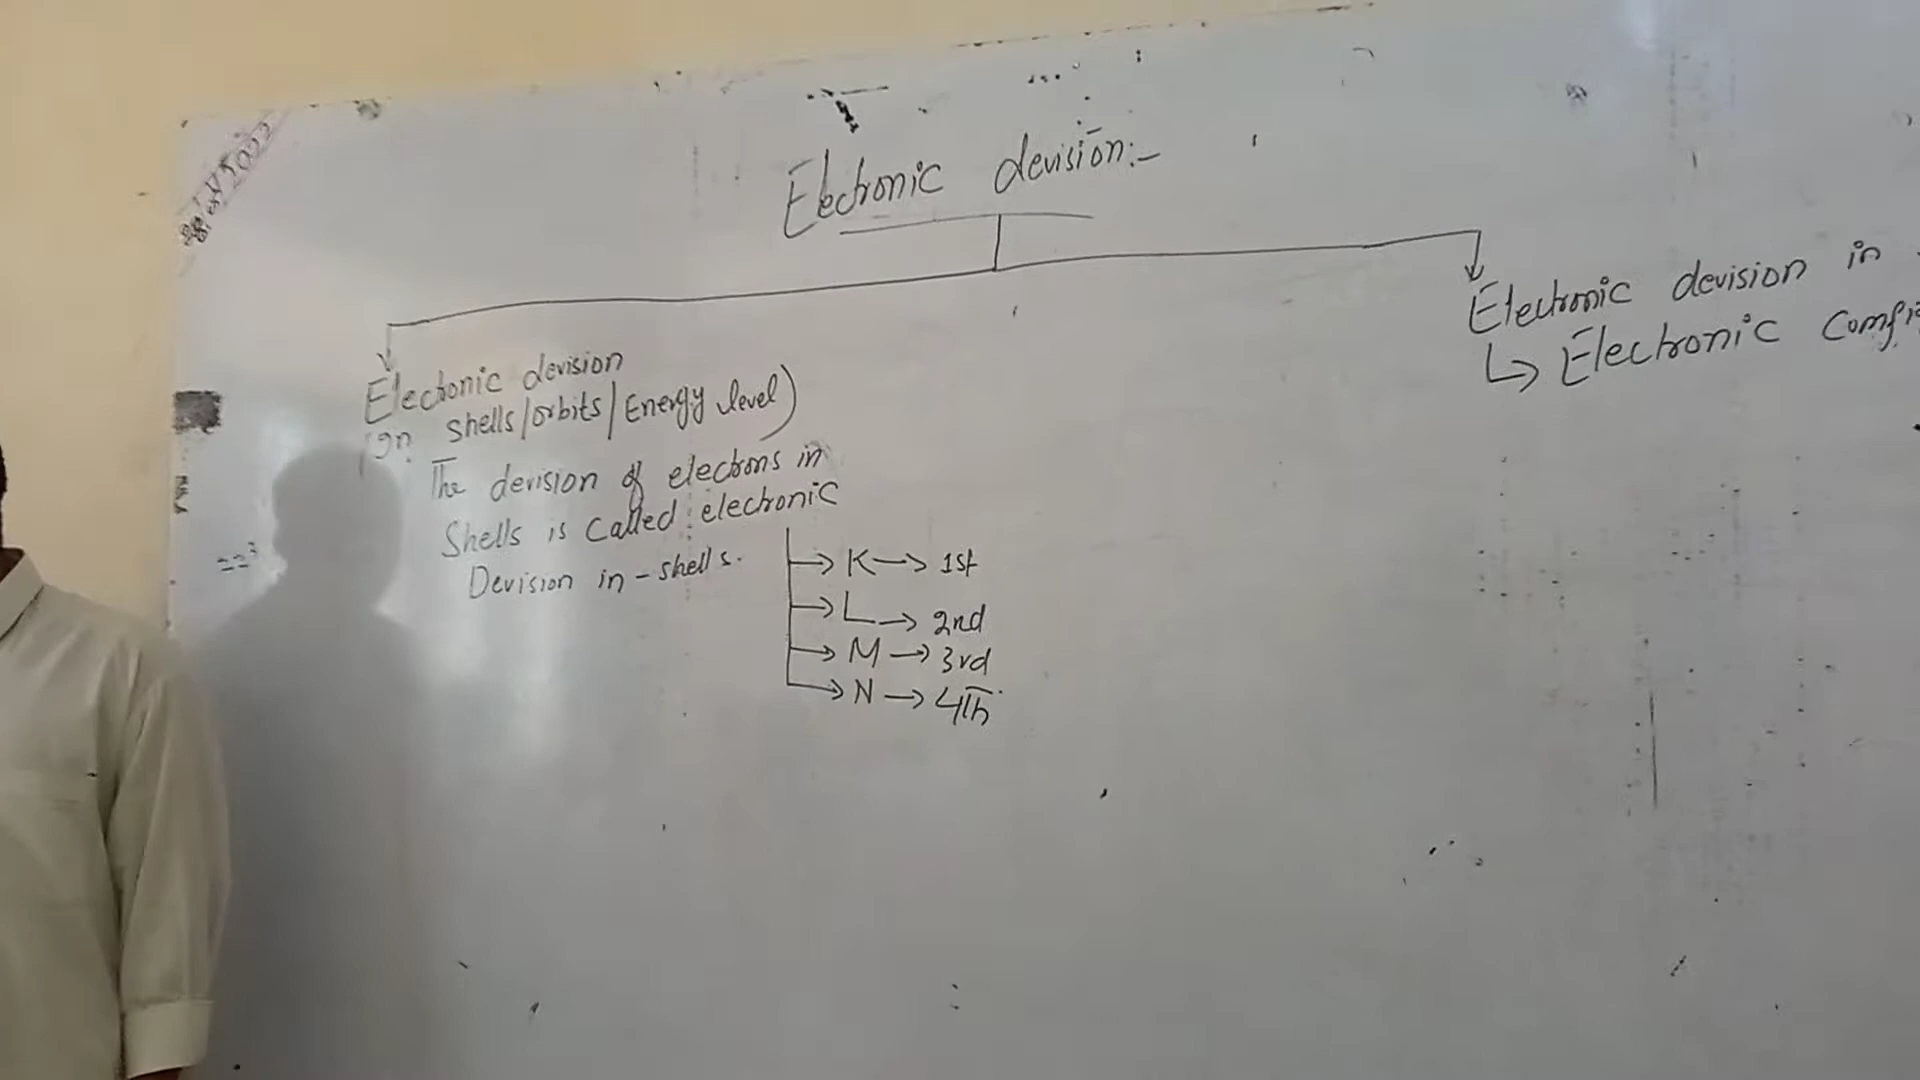 Electronic devision:-
Electonic devision
(In shells/orbits/Energy level)
The devision of electrons in
Shells is called electronic
Devision in-shells.
K → 1st
L → 2nd
M → 3rd
N → 4th
Electronic devision in
↳ Electronic